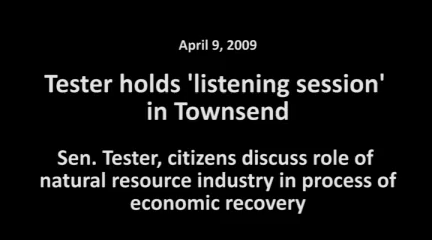 April 9, 2009
Tester holds 'listening session'
in Townsend
Sen. Tester, citizens discuss role of
natural resource industry in process of
economic recovery